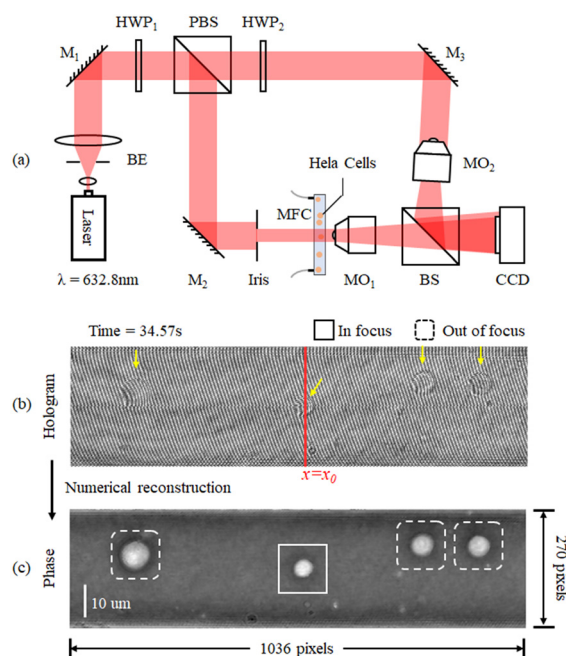 HWP₁
PBS
HWP₂
M₁
M₃
BE
(a)
Hela Cells
MO₂
MFC
Laser
λ = 632.8nm
M₂
Iris
MO₁
BS
CCD
Time = 34.57s
In focus
Out of focus
(b)
Hologram
x=x₀
Numerical reconstruction
(c)
Phase
10 um
270 pixels
1036 pixels